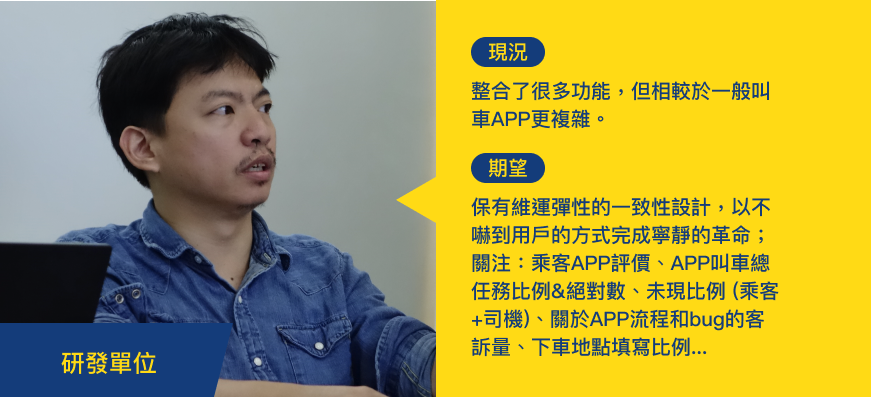 現況
整合了很多功能，但相較於一般叫
車APP更複雜。
期望
保有維運彈性的一致性設計，以不
嚇到用戶的方式完成寧靜的革命；
關注：乘客APP評價、APP叫車總
任務比例&絕對數、未現比例 (乘客
+司機)、關於APP流程和bug的客
訴量、下車地點填寫比例...
研發單位